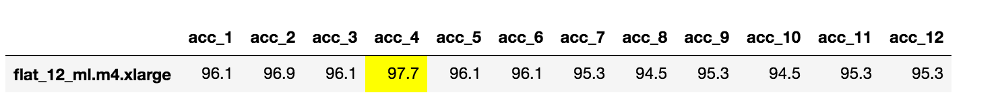 acc_1 acc_2 acc_3 acc_4 acc_5 acc_6 acc_7 acc_8 acc_9 acc_10 acc_11 acc_12
flat_12_ml.m4.xlarge 96.1 96.9 96.1 97.7 96.1 96.1 95.3 94.5 95.3 94.5 95.3 95.3